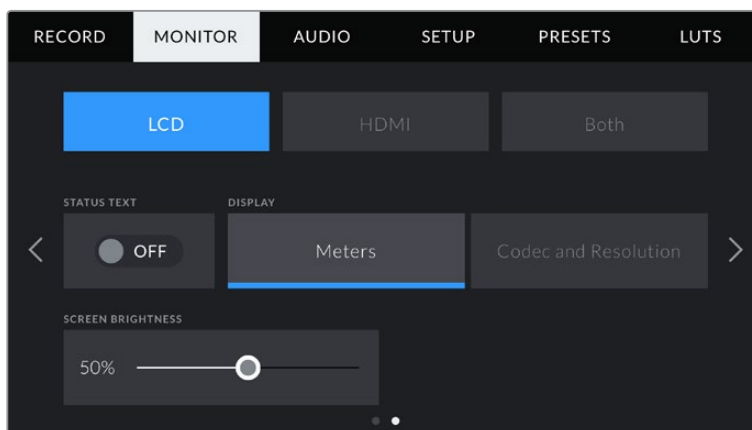 RECORD MONITOR AUDIO SETUP PRESETS LUTS
LCD HDMI Both
STATUS TEXT DISPLAY
OFF Meters Codec and Resolution
SCREEN BRIGHTNESS
50%